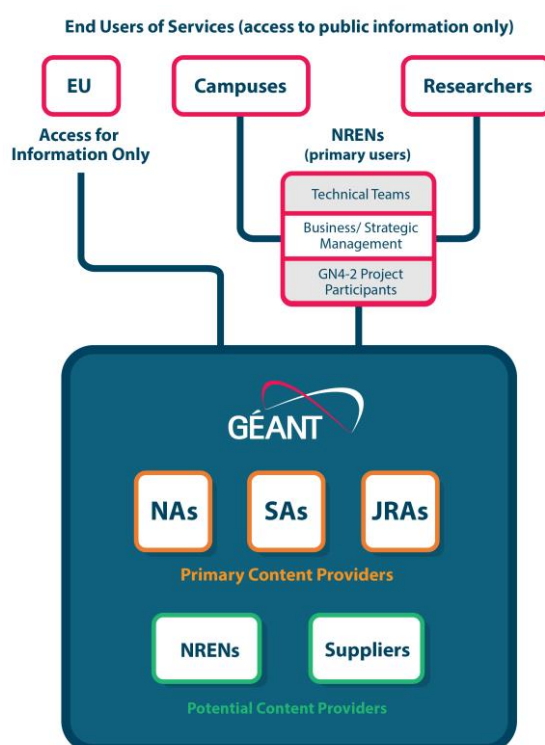 End Users of Services (access to public information only)
EU
Campuses
Researchers
Access for
Information Only
NRENs
(primary users)
Technical Teams
Business/ Strategic
Management
GN4-2 Project
Participants
GÉANT
NAs
SAs
JRAs
Primary Content Providers
NRENs
Suppliers
Potential Content Providers